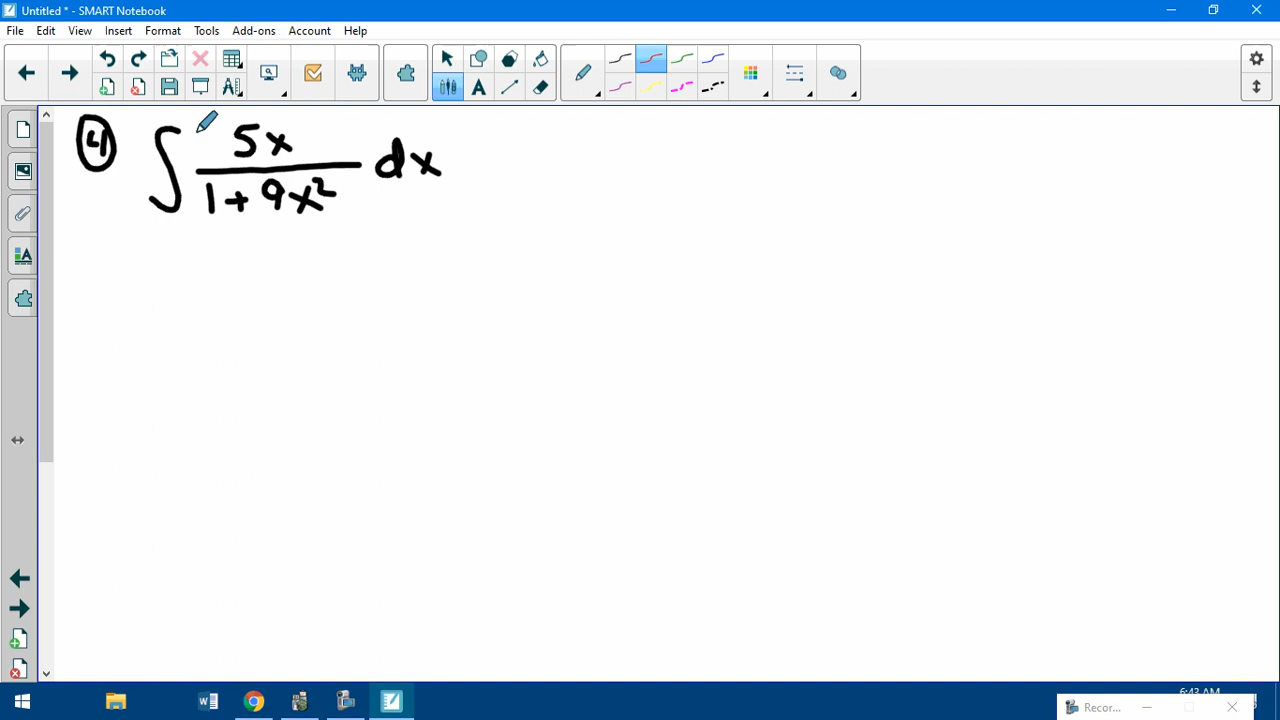 Untitled * - SMART Notebook
File Edit View Insert Format Tools Add-ons Account Help
④ ∫ 5x / (1 + 9x²) dx
Recor...